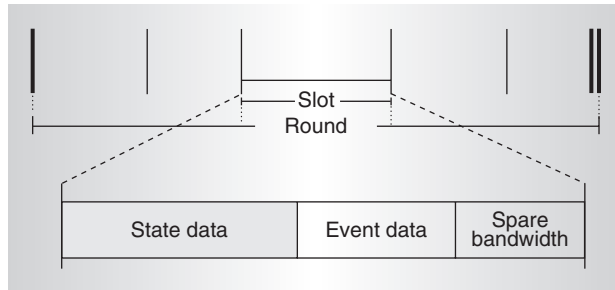 Slot
Round
State data
Event data
Spare
bandwidth